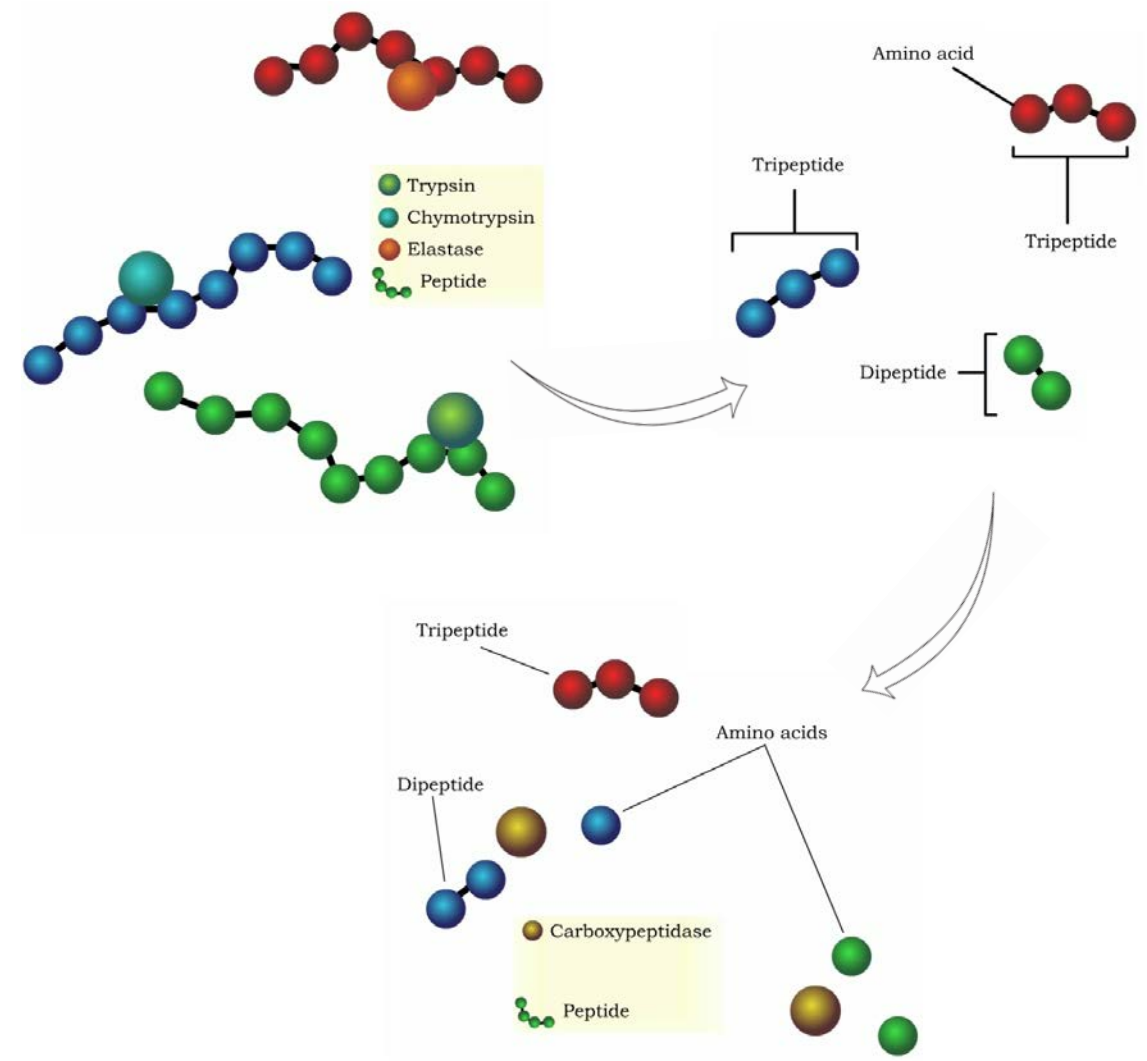 Trypsin
Chymotrypsin
Elastase
Peptide
Amino acid
Tripeptide
Tripeptide
Dipeptide
Tripeptide
Amino acids
Dipeptide
Carboxypeptidase
Peptide